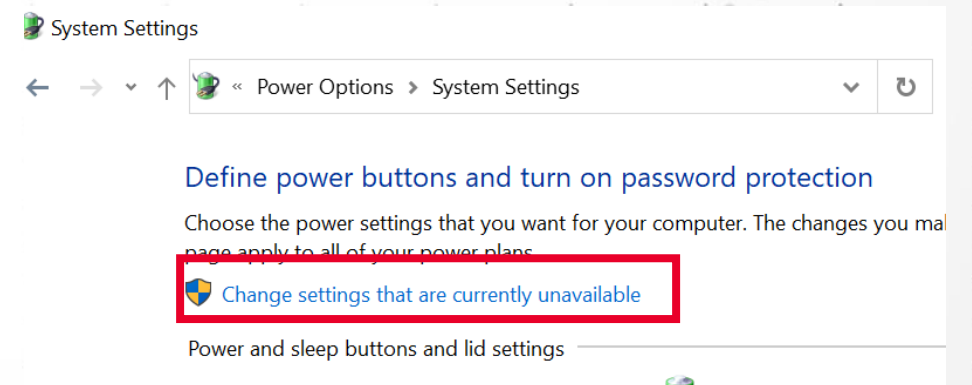 System Settings
« Power Options > System Settings
Define power buttons and turn on password protection
Choose the power settings that you want for your computer. The changes you
page apply to all of your power plans
Change settings that are currently unavailable
Power and sleep buttons and lid settings